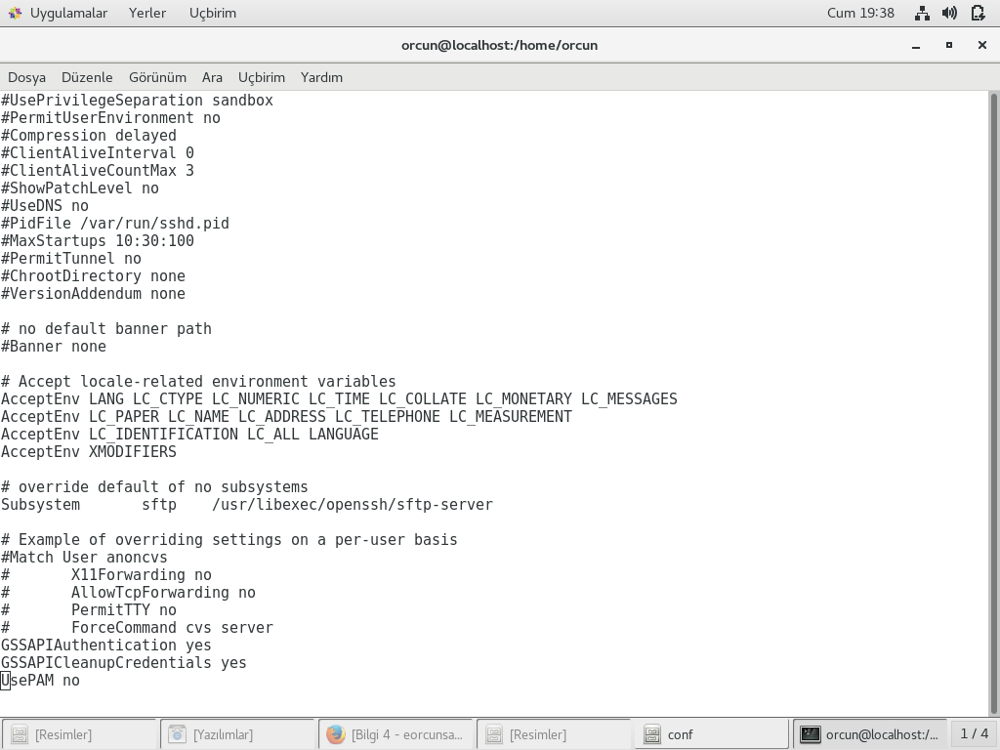 Uygulamalar Yerler Uçbirim Cum 19:38
orcun@localhost:/home/orcun
Dosya Düzenle Görünüm Ara Uçbirim Yardım
#UsePrivilegeSeparation sandbox
#PermitUserEnvironment no
#Compression delayed
#ClientAliveInterval 0
#ClientAliveCountMax 3
#ShowPatchLevel no
#UseDNS no
#PidFile /var/run/sshd.pid
#MaxStartups 10:30:100
#PermitTunnel no
#ChrootDirectory none
#VersionAddendum none
# no default banner path
#Banner none
# Accept locale-related environment variables
AcceptEnv LANG LC_CTYPE LC_NUMERIC LC_TIME LC_COLLATE LC_MONETARY LC_MESSAGES
AcceptEnv LC_PAPER LC_NAME LC_ADDRESS LC_TELEPHONE LC_MEASUREMENT
AcceptEnv LC_IDENTIFICATION LC_ALL LANGUAGE
AcceptEnv XMODIFIERS
# override default of no subsystems
Subsystem       sftp    /usr/libexec/openssh/sftp-server
# Example of overriding settings on a per-user basis
#Match User anoncvs
#       X11Forwarding no
#       AllowTcpForwarding no
#       PermitTTY no
#       ForceCommand cvs server
GSSAPIAuthentication yes
GSSAPICleanupCredentials yes
UsePAM no
[Resimler] [Yazılımlar] [Bilgi 4 - eorcunsa... [Resimler] conf orcun@localhost:/... 1 / 4